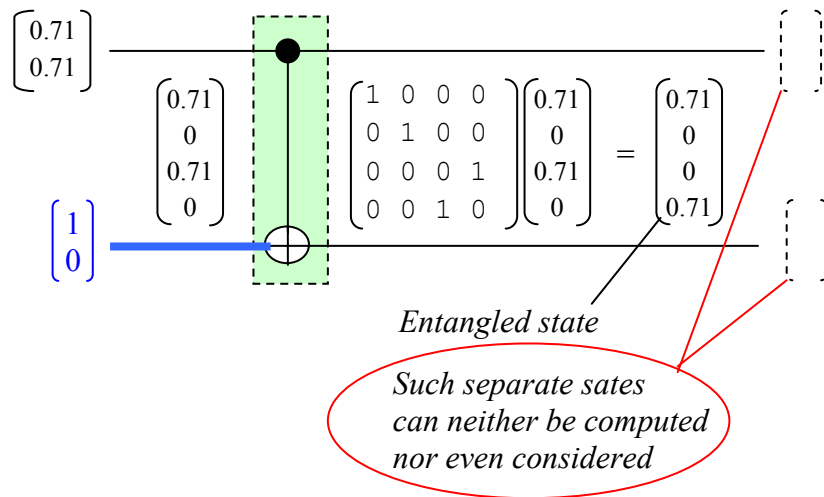 0.71
0.71
0.71
0
0.71
0
1 0 0 0
0 1 0 0
0 0 0 1
0 0 1 0
0.71
0
0.71
0
=
0.71
0
0
0.71
1
0
Entangled state
Such separate sates
can neither be computed
nor even considered